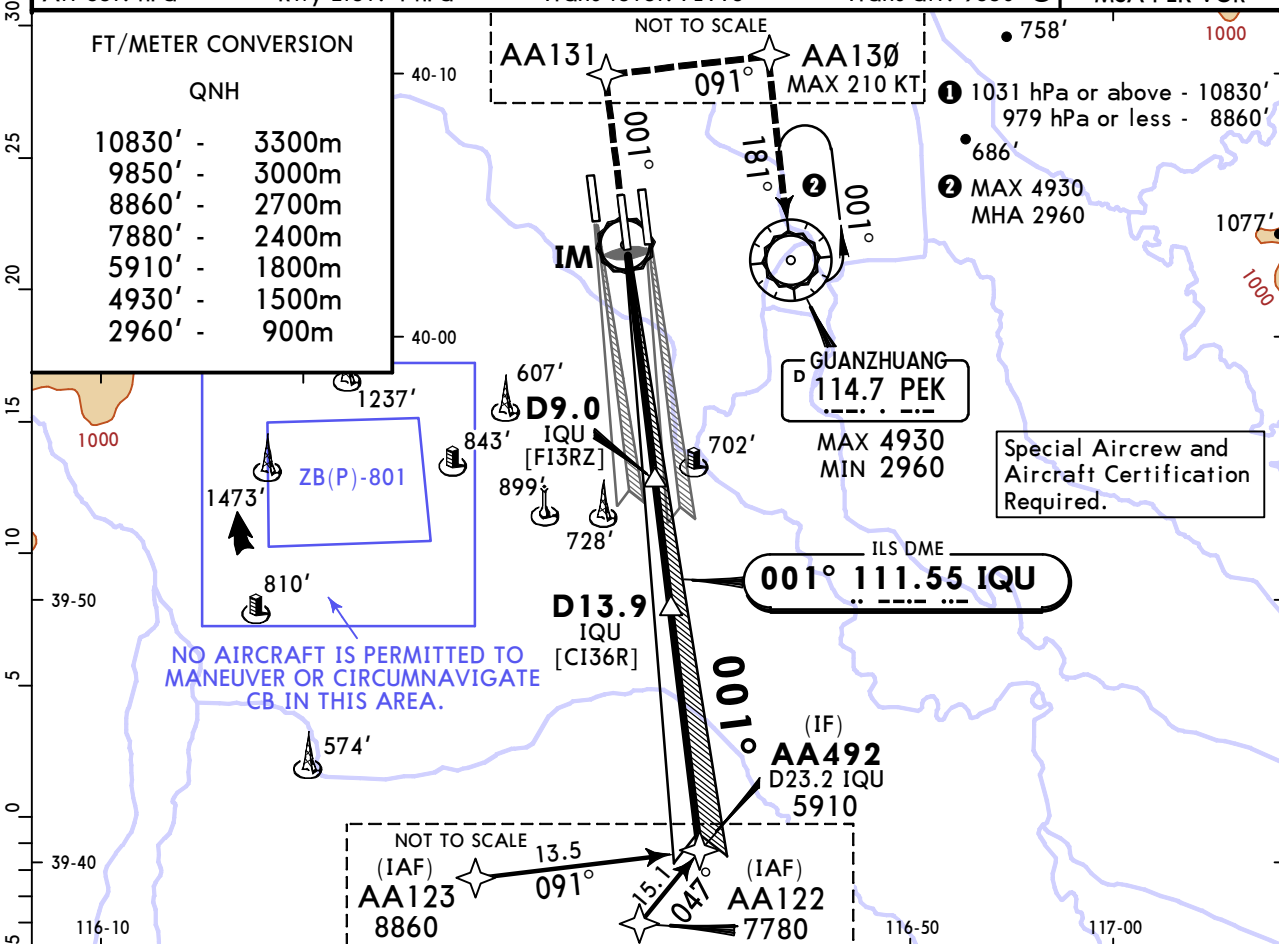 MSA PEK VOR
FT/METER CONVERSION
QNH
10830' - 3300m
9850' - 3000m
8860' - 2700m
7880' - 2400m
5910' - 1800m
4930' - 1500m
2960' - 900m
30
25
20
15
10
5
0
5
40-10
40-00
39-50
39-40
116-10
116-50
117-00
NOT TO SCALE
AA131
AA130
MAX 210 KT
091°
001°
181°
2
001°
758'
1000
1 1031 hPa or above - 10830'
979 hPa or less - 8860'
686'
2 MAX 4930
MHA 2960
1077'
1000
IM
GUANZHUANG
D 114.7 PEK
MAX 4930
MIN 2960
Special Aircrew and
Aircraft Certification
Required.
1000
1237'
607'
D9.0
IQU
[FI3RZ]
843'
702'
ZB(P)-801
1473'
899'
728'
810'
ILS DME
001° 111.55 IQU
D13.9
IQU
[CI36R]
NO AIRCRAFT IS PERMITTED TO
MANEUVER OR CIRCUMNAVIGATE
CB IN THIS AREA.
001°
574'
(IF)
AA492
D23.2 IQU
5910
NOT TO SCALE
(IAF)
AA123
8860
13.5
091°
15.1
047°
(IAF)
AA122
7780